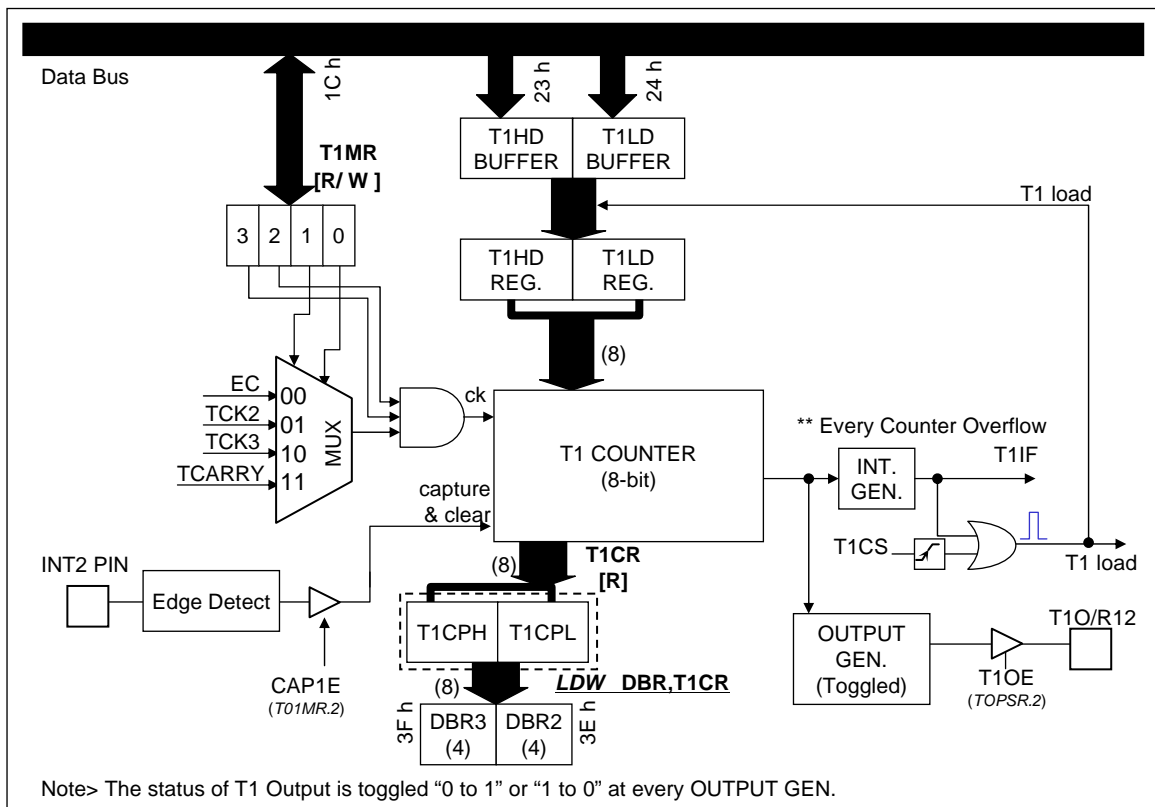 Data Bus
1C h
23 h
24 h
T1HD
BUFFER
T1LD
BUFFER
T1MR
[R/ W ]
T1 load
3 2 1 0
T1HD
REG.
T1LD
REG.
(8)
EC
TCK2
TCK3
TCARRY
00
01
10
11
MUX
ck
T1 COUNTER
(8-bit)
capture
& clear
** Every Counter Overflow
INT.
GEN.
T1IF
T1CS
T1 load
INT2 PIN
Edge Detect
CAP1E
(T01MR.2)
(8)
T1CR
[R]
T1CPH
T1CPL
(8)
LDW DBR,T1CR
3F h
DBR3
(4)
DBR2
(4)
3E h
OUTPUT
GEN.
(Toggled)
T1O/R12
T1OE
(TOPSR.2)
Note> The status of T1 Output is toggled “0 to 1” or “1 to 0” at every OUTPUT GEN.